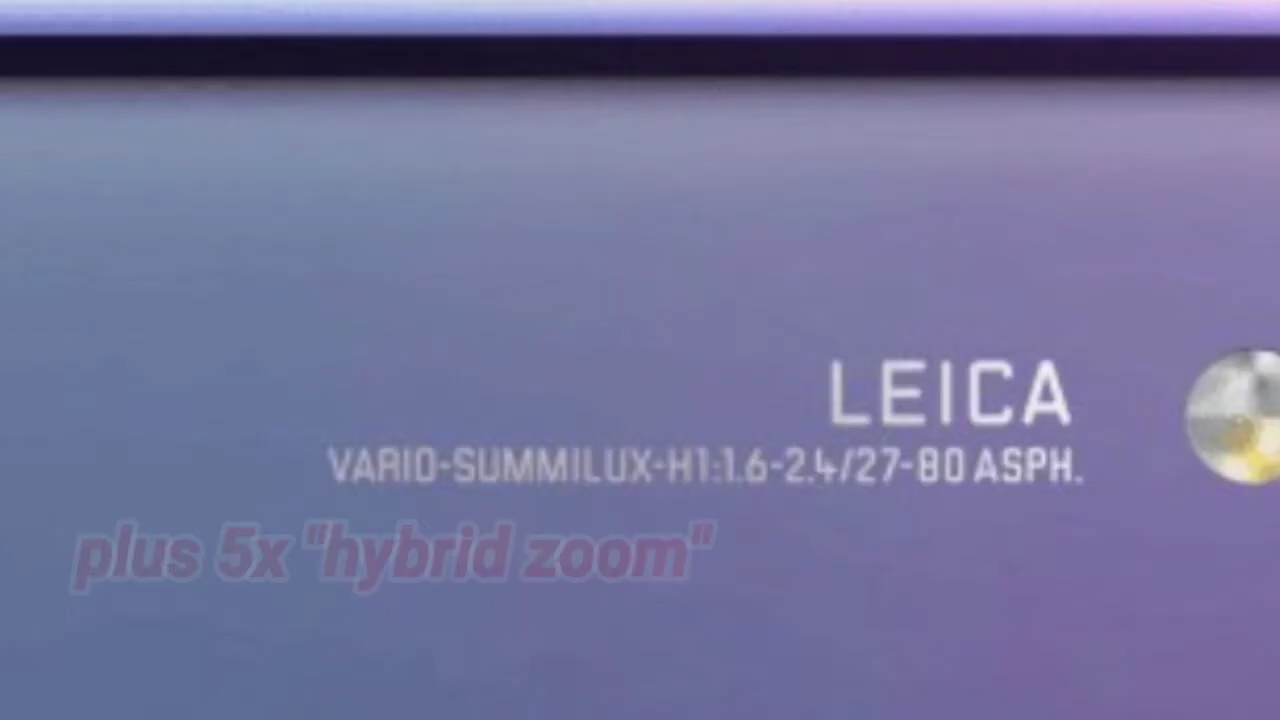 LEICA
VARIO-SUMMILUX-H1:1.6-2.4/27-80 ASPH.
plus 5x "hybrid zoom"